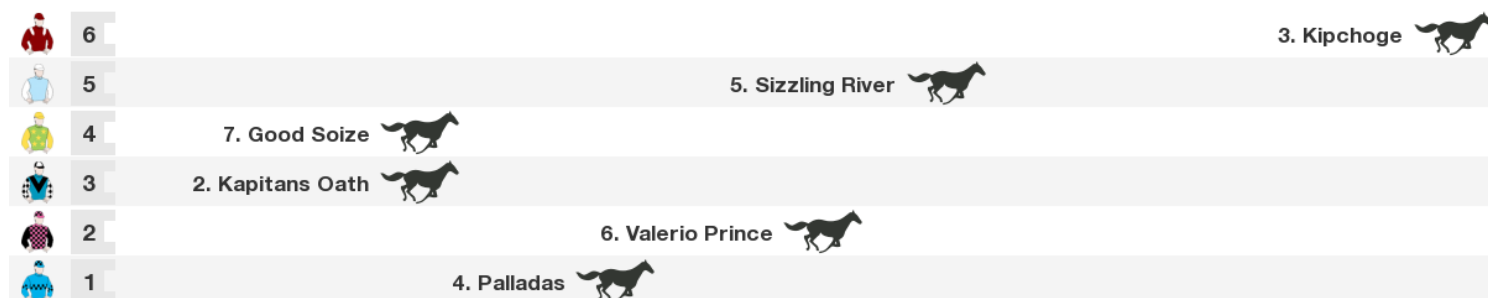 6 3. Kipchoge
5 5. Sizzling River
4 7. Good Soize
3 2. Kapitans Oath
2 6. Valerio Prince
1 4. Palladas